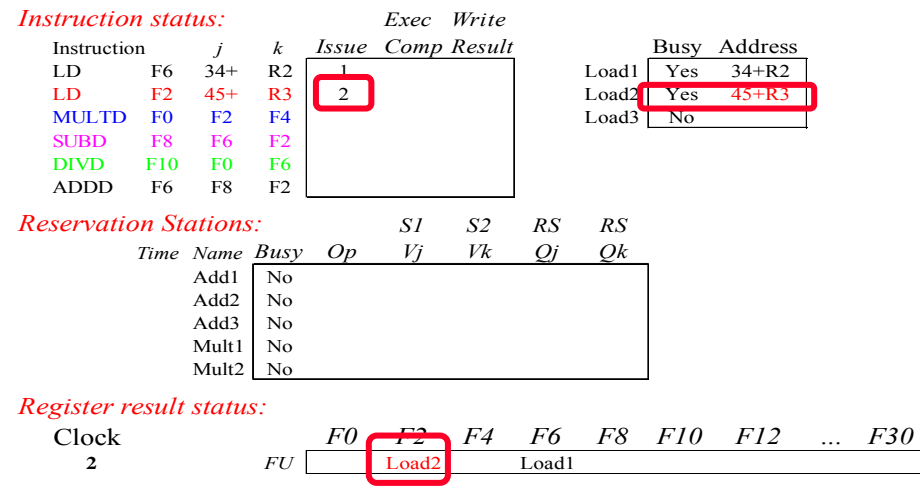 Instruction status: Exec Write
Instruction j k Issue Comp Result Busy Address
LD F6 34+ R2 1 Load1 Yes 34+R2
LD F2 45+ R3 2 Load2 Yes 45+R3
MULTD F0 F2 F4 Load3 No
SUBD F8 F6 F2
DIVD F10 F0 F6
ADDD F6 F8 F2
Reservation Stations: S1 S2 RS RS
Time Name Busy Op Vj Vk Qj Qk
Add1 No
Add2 No
Add3 No
Mult1 No
Mult2 No
Register result status:
Clock F0 F2 F4 F6 F8 F10 F12 ... F30
2 FU Load2 Load1